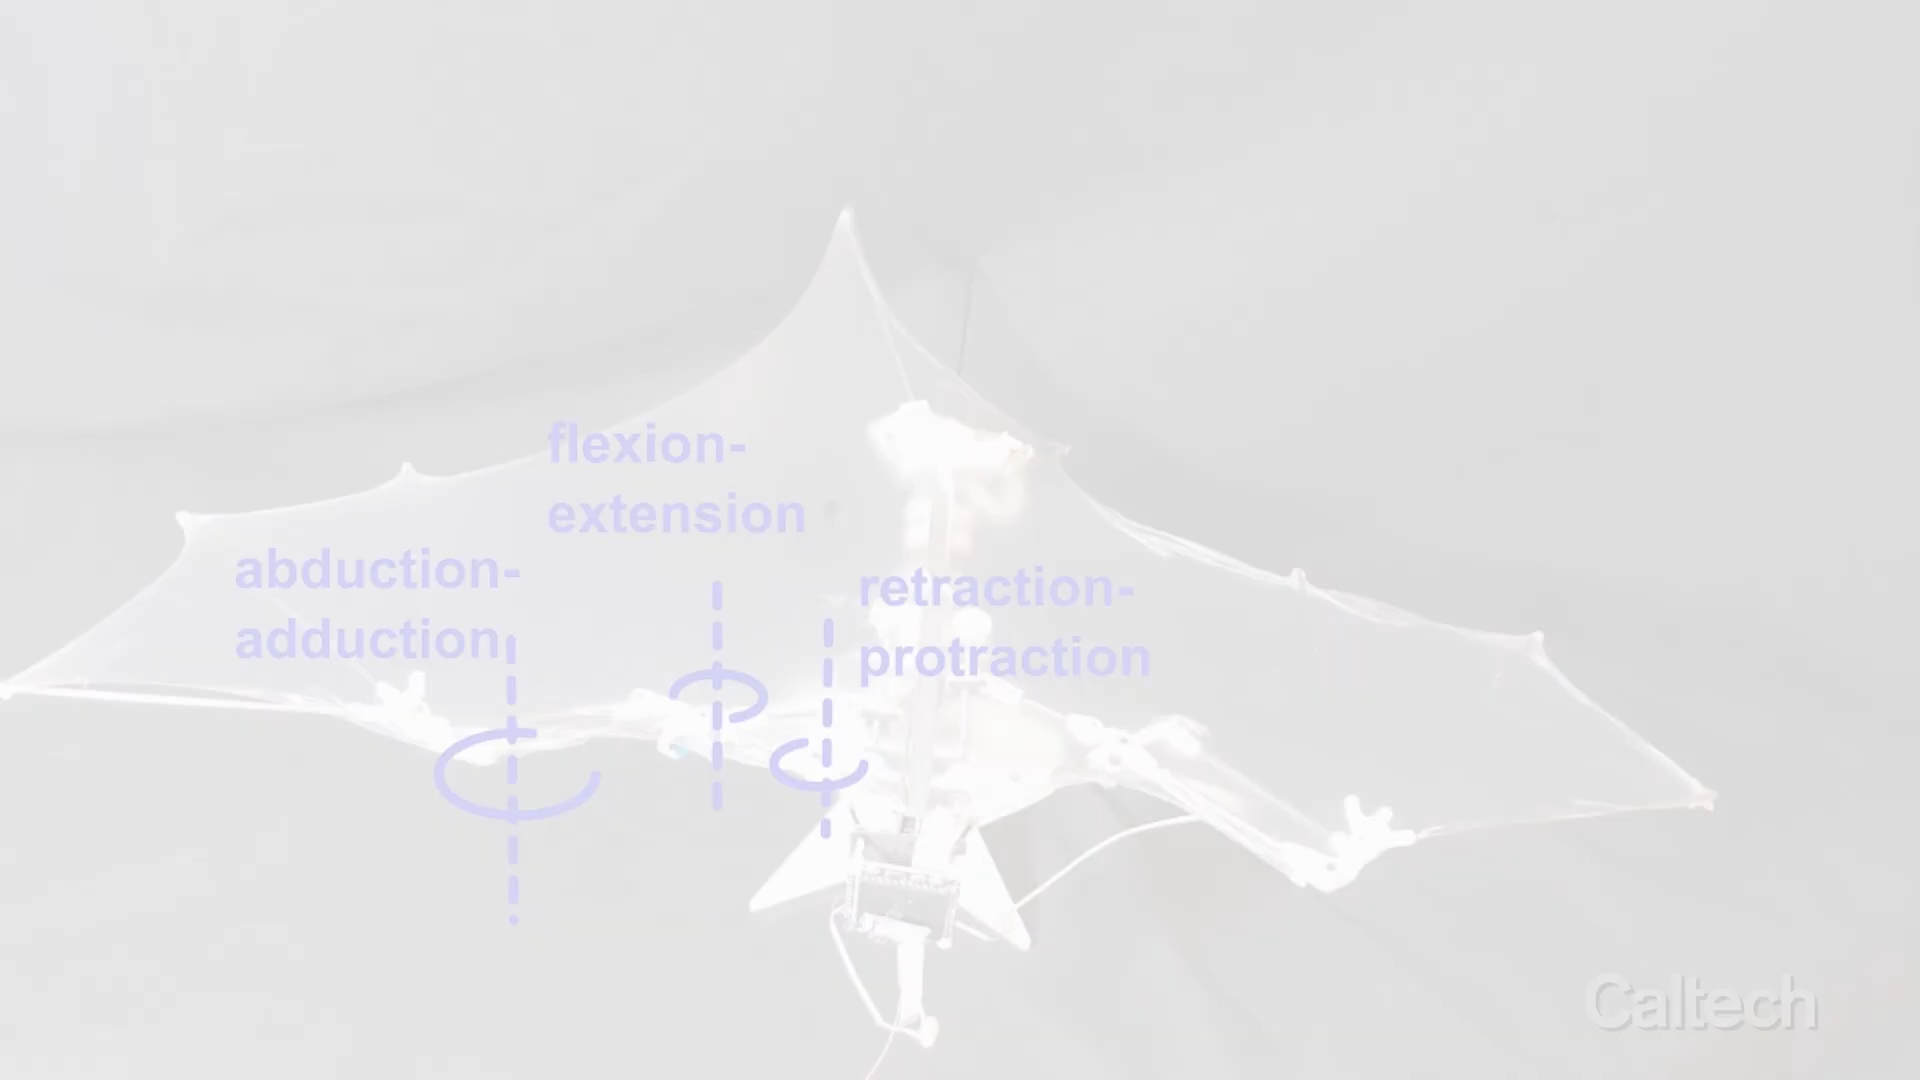 flexion-
extension
abduction-
adduction
retraction-
protraction
Caltech